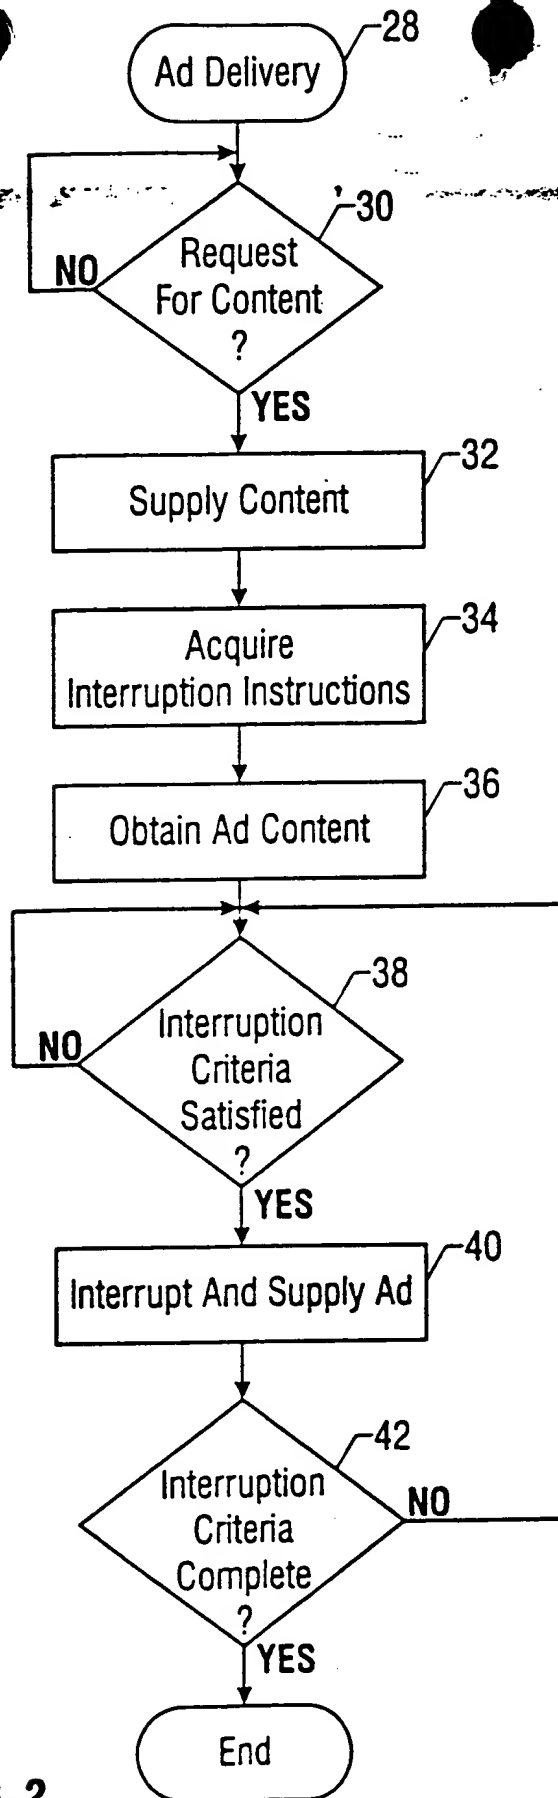 28
Ad Delivery
30
Request
For Content
?
NO
YES
32
Supply Content
34
Acquire
Interruption Instructions
36
Obtain Ad Content
38
Interruption
Criteria
Satisfied
?
NO
YES
40
Interrupt And Supply Ad
42
Interruption
Criteria
Complete
?
NO
YES
End
2